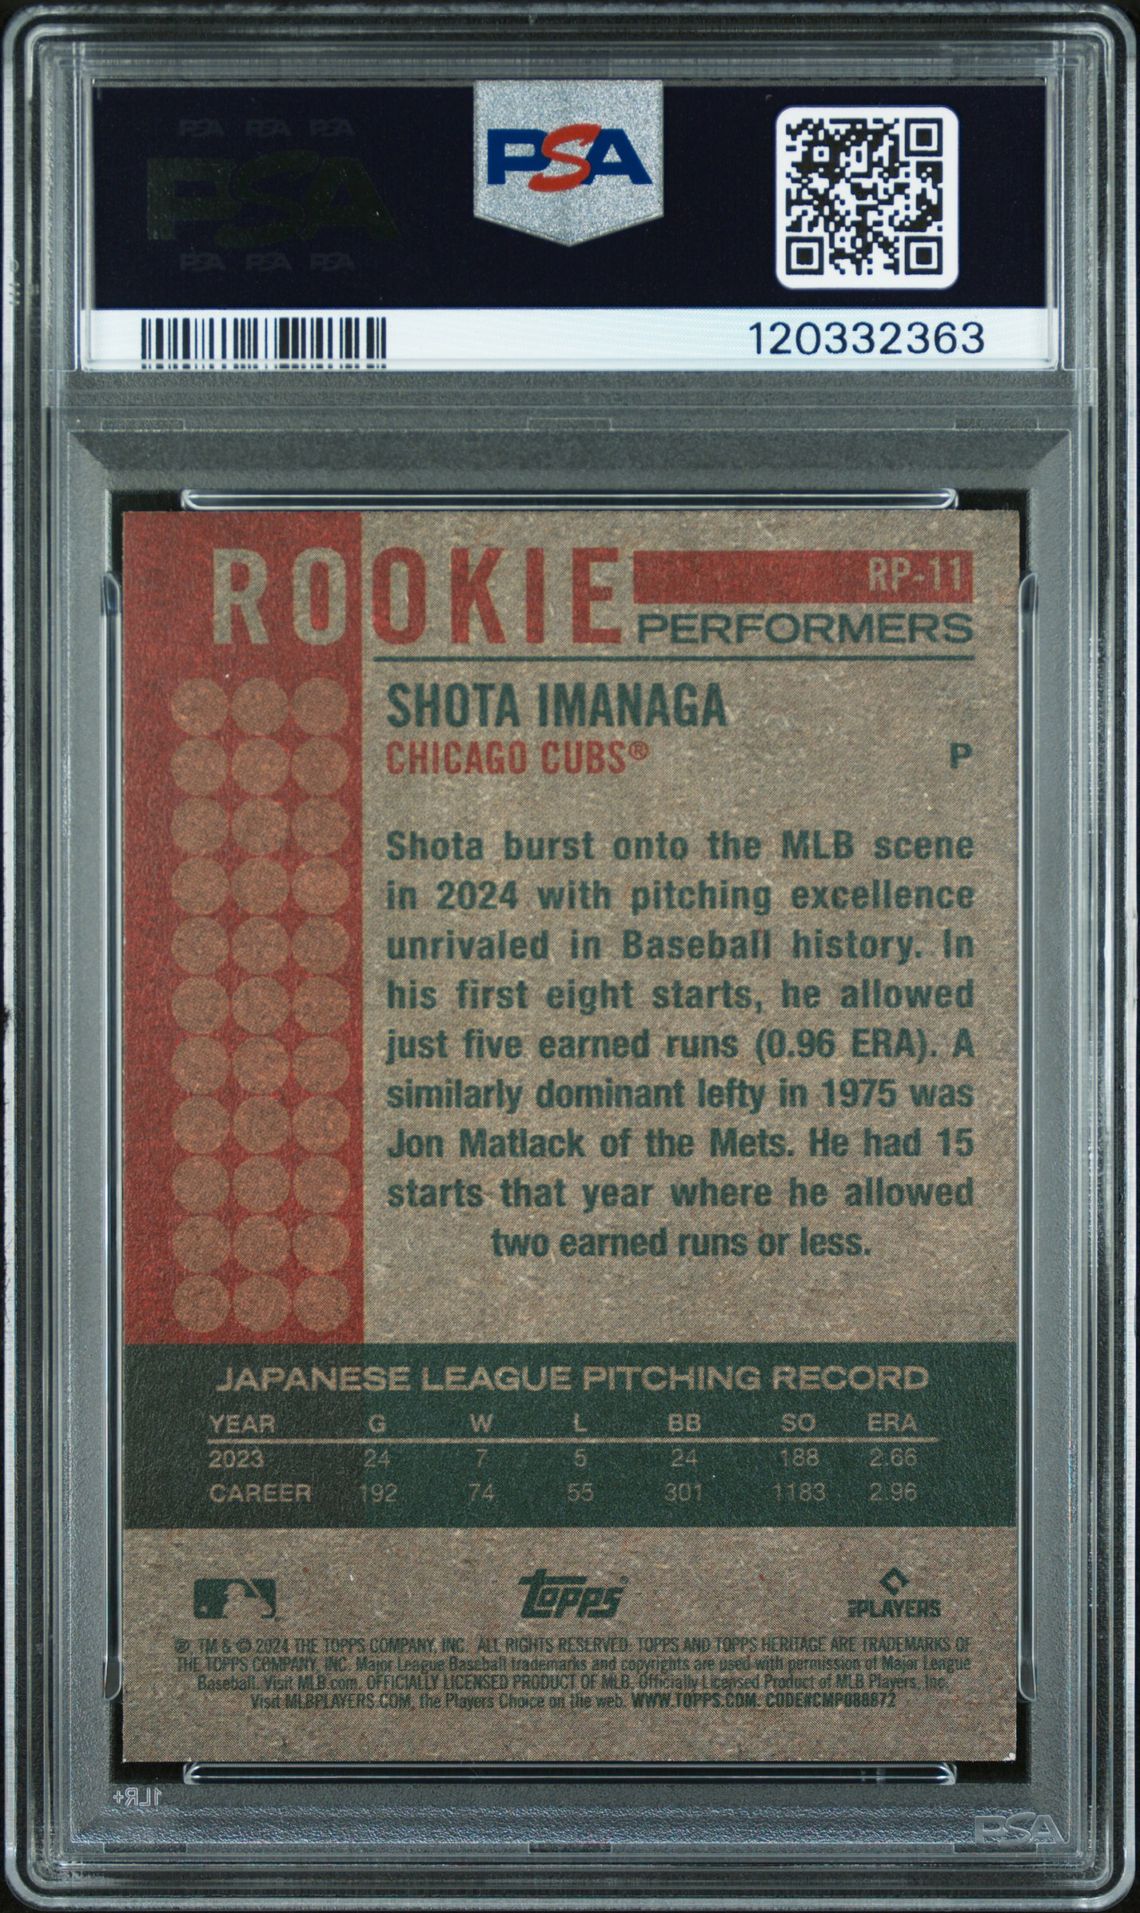 PSA PSA PSA
PSA
PSA PSA PSA
PSA
120332363
ROOKIE
RP-11
PERFORMERS
SHOTA IMANAGA
CHICAGO CUBS®
P
Shota burst onto the MLB scene
in 2024 with pitching excellence
unrivaled in Baseball history. In
his first eight starts, he allowed
just five earned runs (0.96 ERA). A
similarly dominant lefty in 1975 was
Jon Matlack of the Mets. He had 15
starts that year where he allowed
two earned runs or less.
JAPANESE LEAGUE PITCHING RECORD
YEAR G W L BB SO ERA
2023 24 7 5 24 188 2.66
CAREER 192 74 55 301 1183 2.96
Topps®
PLAYERS
®, TM & © 2024 THE TOPPS COMPANY, INC. ALL RIGHTS RESERVED. TOPPS AND TOPPS HERITAGE ARE TRADEMARKS OF
THE TOPPS COMPANY, INC. Major League Baseball trademarks and copyrights are used with permission of Major League
Baseball. Visit MLB.com. OFFICIALLY LICENSED PRODUCT OF MLB. Officially Licensed Product of MLB Players, Inc.
Visit MLBPLAYERS.COM, the Players Choice on the web. WWW.TOPPS.COM. CODE#CMP088872
1LR+
PSA